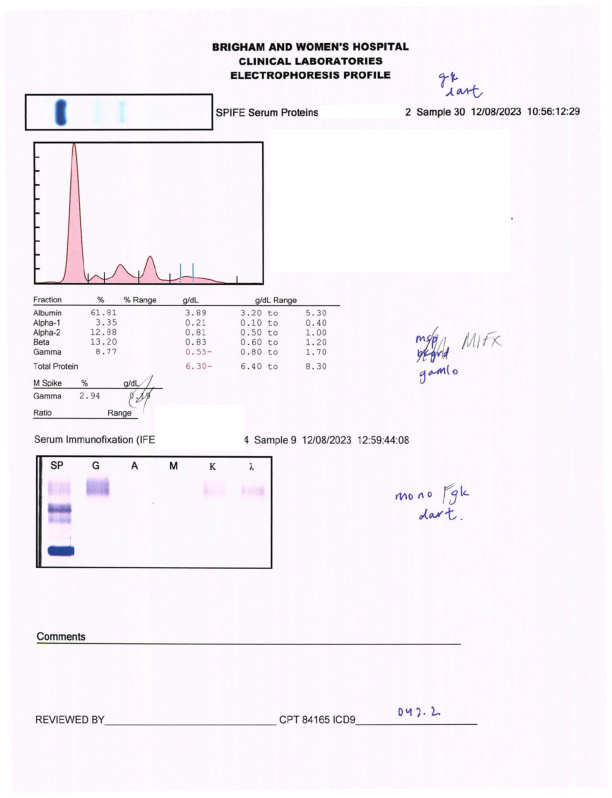 BRIGHAM AND WOMEN'S HOSPITAL
CLINICAL LABORATORIES
ELECTROPHORESIS PROFILE
gk
dart
SPIFE Serum Proteins 2 Sample 30 12/08/2023 10:56:12:29
Fraction % % Range g/dL g/dL Range
Albumin 61.81 3.89 3.20 to 5.30
Alpha-1 3.35 0.21 0.10 to 0.40
Alpha-2 12.88 0.81 0.50 to 1.00
Beta 13.20 0.83 0.60 to 1.20
Gamma 8.77 0.55- 0.80 to 1.70
Total Protein 6.30- 6.40 to 8.30
msp MIFX
gamlo
M Spike % g/dL
Gamma 2.94 0.19
Ratio Range
Serum Immunofixation (IFE 4 Sample 9 12/08/2023 12:59:44:08
SP G A M K λ
mono Fgk
dart.
Comments
REVIEWED BY CPT 84165 ICD9 042.2